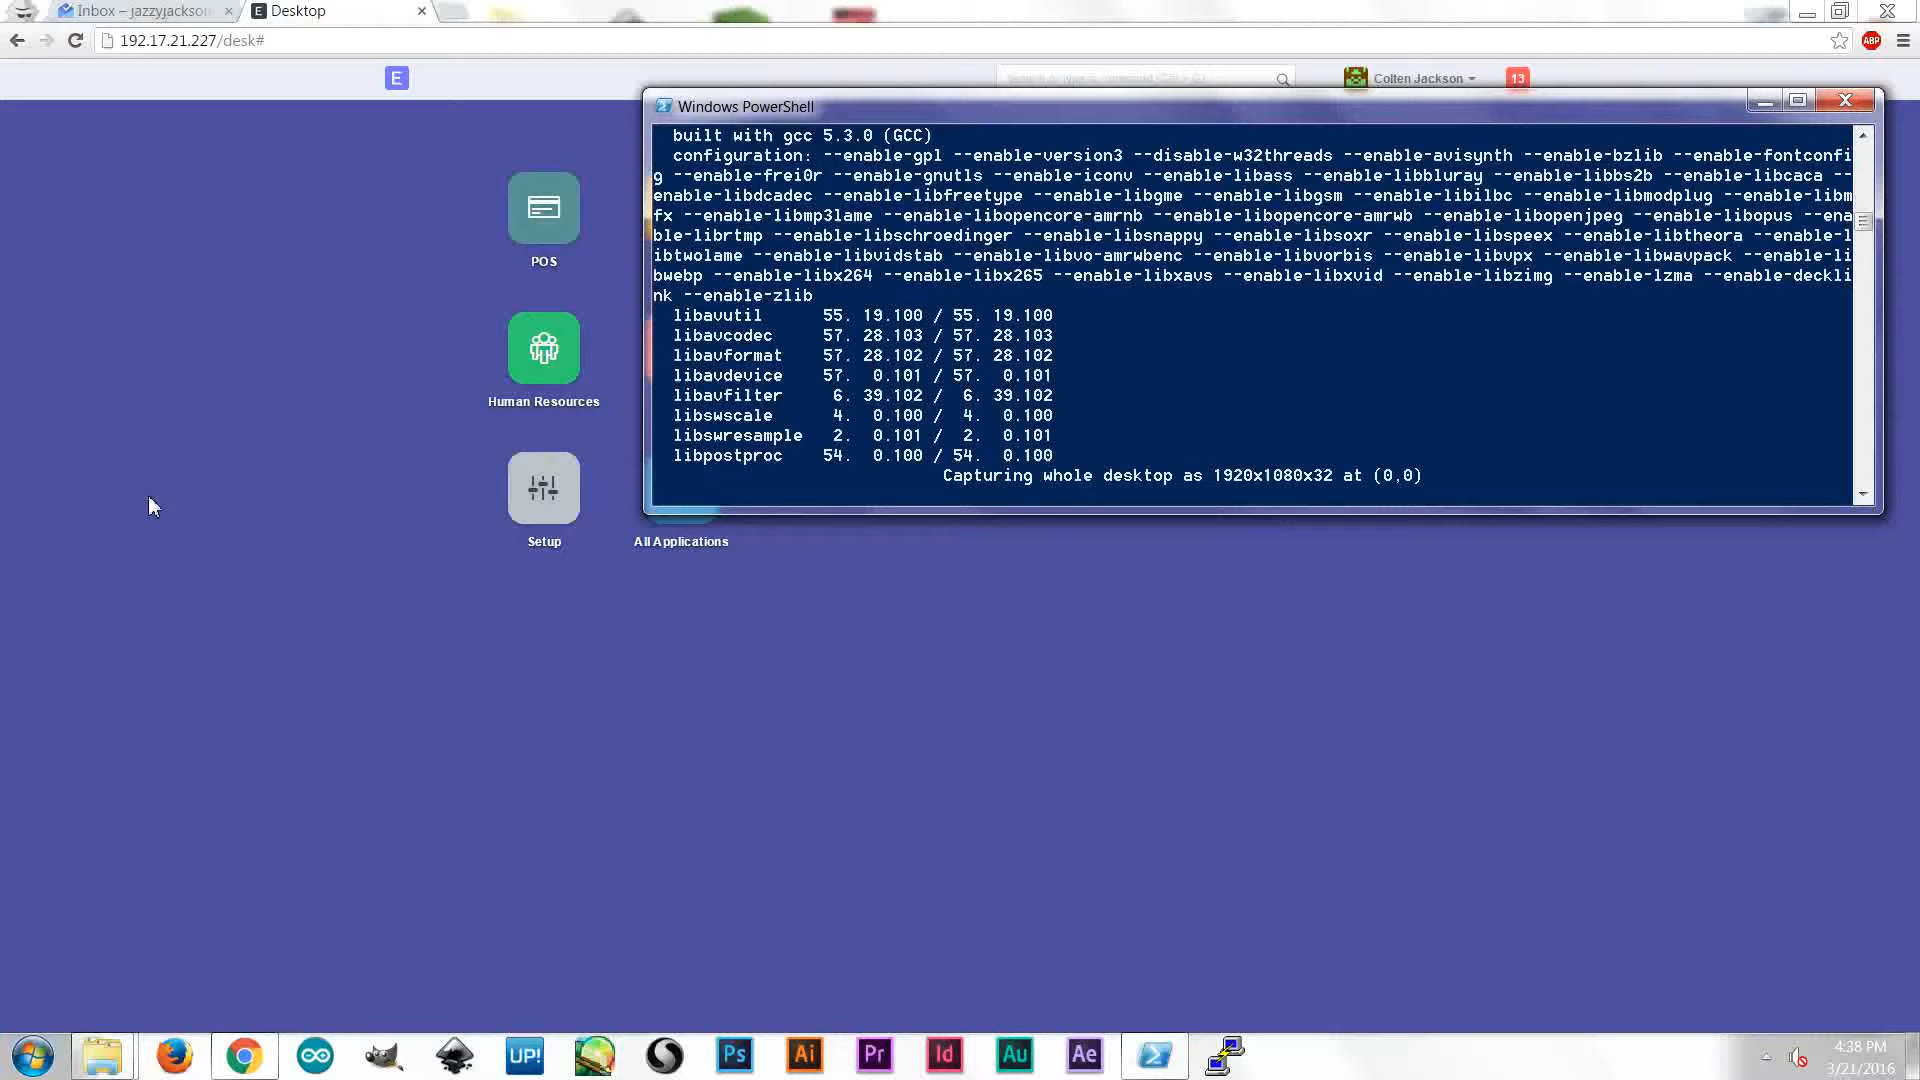 Inbox – jazzyjackson
Desktop
192.17.21.227/desk#
ABP
E
Colten Jackson
13
Windows PowerShell
built with gcc 5.3.0 (GCC)
configuration: --enable-gpl --enable-version3 --disable-w32threads --enable-avisynth --enable-bzlib --enable-fontconfi
g --enable-frei0r --enable-gnutls --enable-iconv --enable-libass --enable-libbluray --enable-libbs2b --enable-libcaca --
enable-libdcadec --enable-libfreetype --enable-libgme --enable-libgsm --enable-libilbc --enable-libmodplug --enable-libm
fx --enable-libmp3lame --enable-libopencore-amrnb --enable-libopencore-amrwb --enable-libopenjpeg --enable-libopus --ena
ble-librtmp --enable-libschroedinger --enable-libsnappy --enable-libsoxr --enable-libspeex --enable-libtheora --enable-l
ibtwolame --enable-libvidstab --enable-libvo-amrwbenc --enable-libvorbis --enable-libvpx --enable-libwavpack --enable-li
bwebp --enable-libx264 --enable-libx265 --enable-libxavs --enable-libxvid --enable-libzimg --enable-lzma --enable-deckli
nk --enable-zlib
libavutil 55. 19.100 / 55. 19.100
libavcodec 57. 28.103 / 57. 28.103
libavformat 57. 28.102 / 57. 28.102
libavdevice 57. 0.101 / 57. 0.101
libavfilter 6. 39.102 / 6. 39.102
libswscale 4. 0.100 / 4. 0.100
libswresample 2. 0.101 / 2. 0.101
libpostproc 54. 0.100 / 54. 0.100
Capturing whole desktop as 1920x1080x32 at (0,0)
POS
Human Resources
Setup
All Applications
UP!
Ps
Ai
Pr
Id
Au
Ae
4:38 PM
3/21/2016